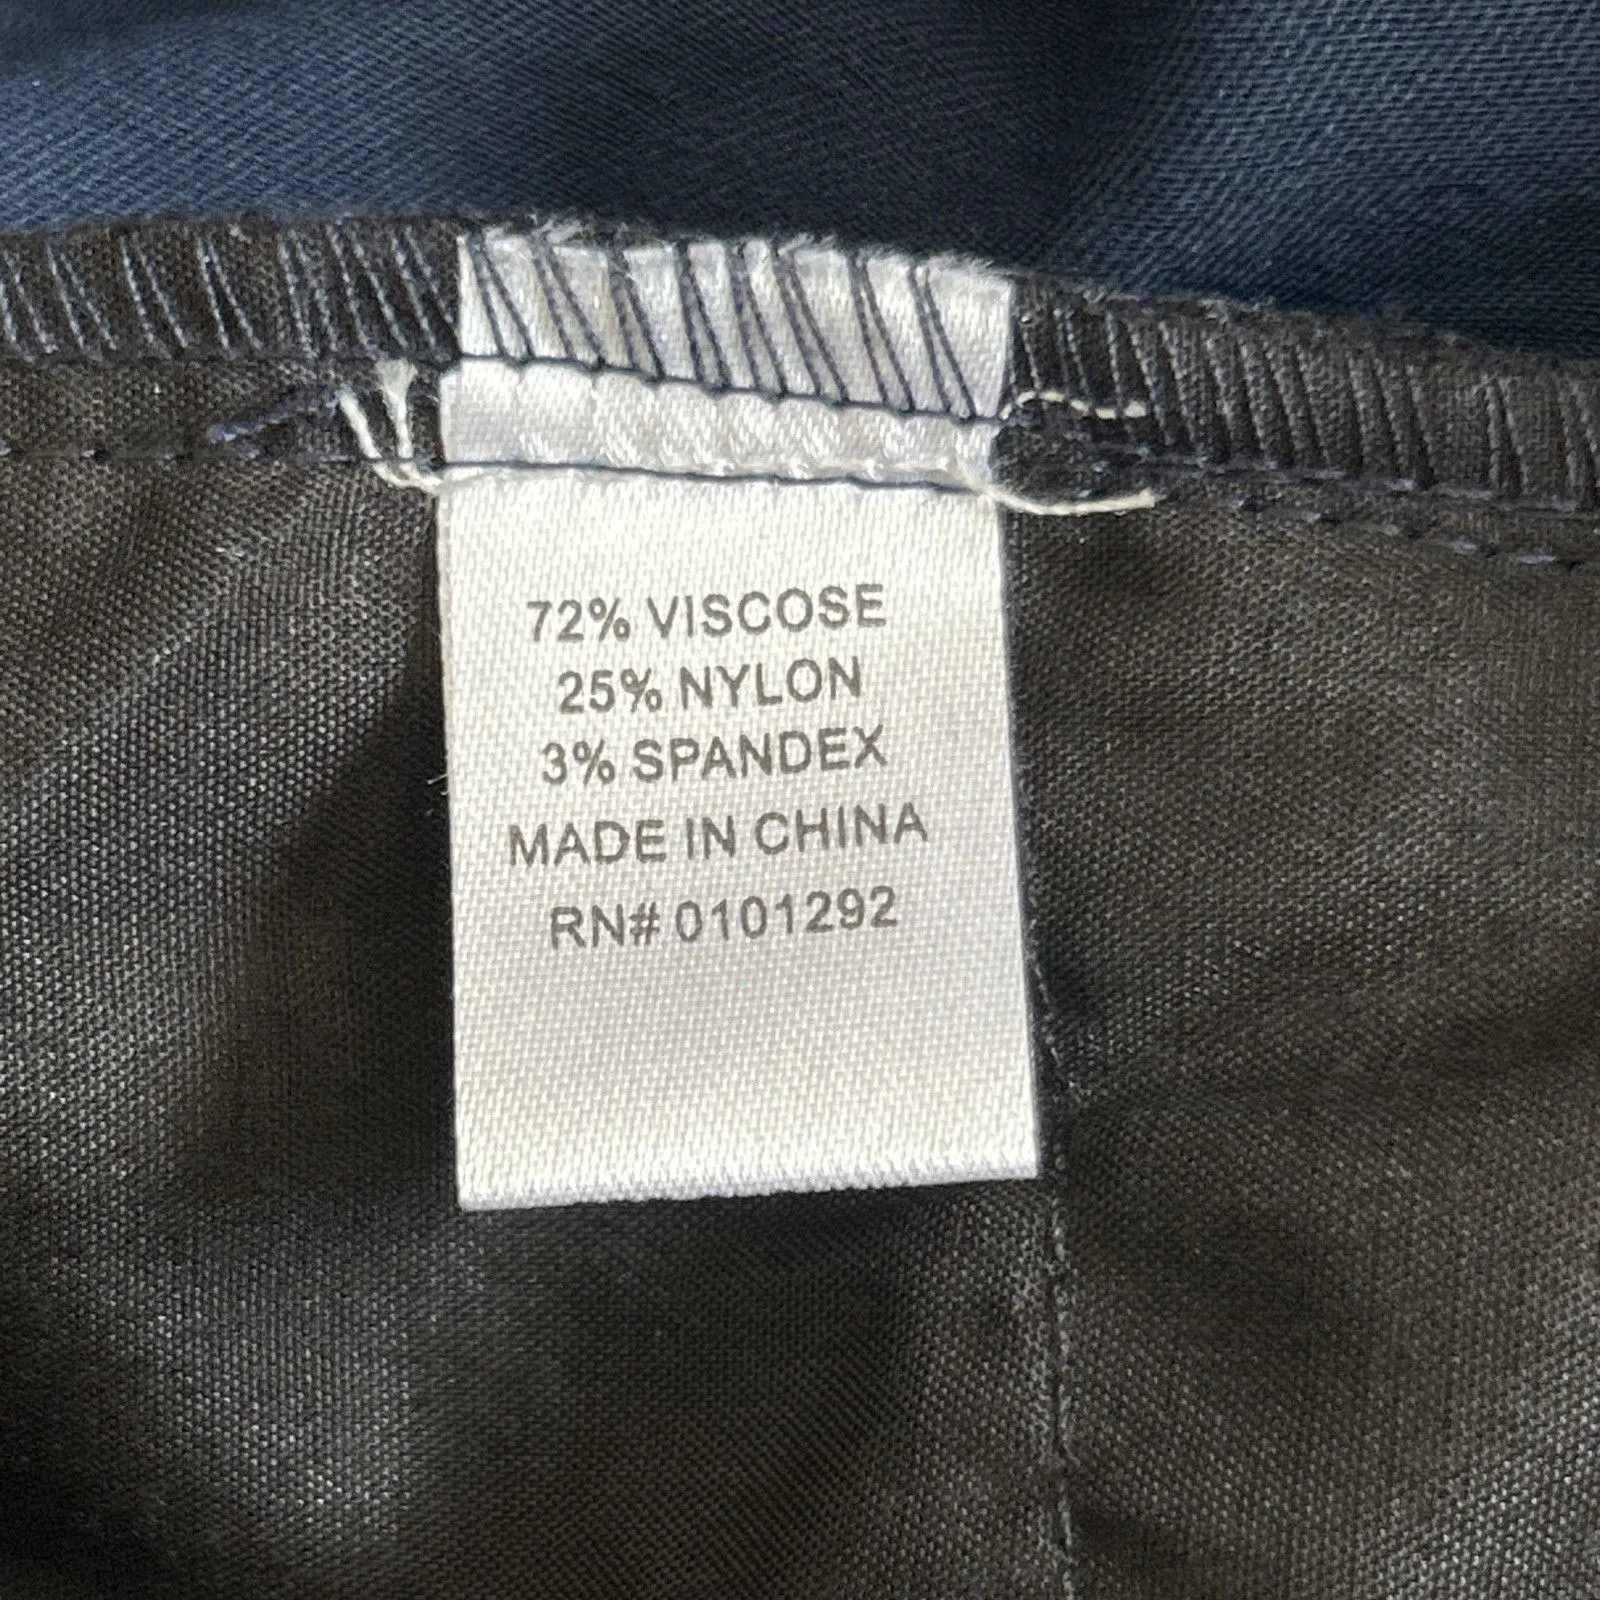 72% VISCOSE
25% NYLON
3% SPANDEX
MADE IN CHINA
RN# 0101292